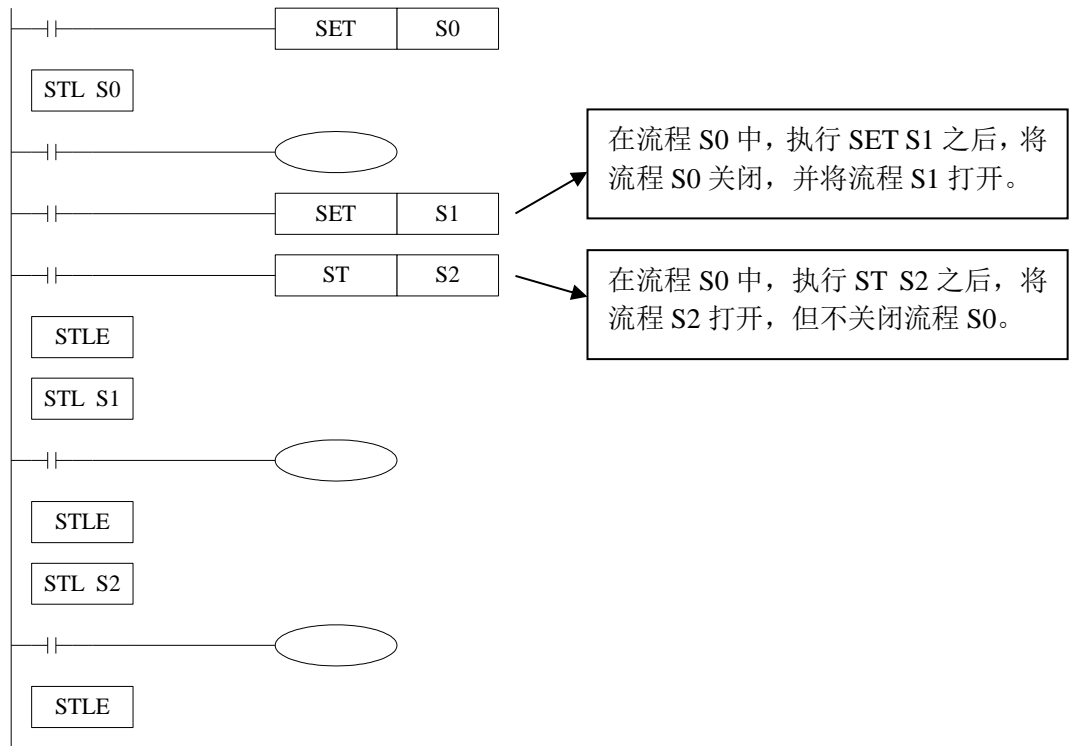 SET S0
STL S0
在流程 S0 中，执行 SET S1 之后，将
流程 S0 关闭，并将流程 S1 打开。
SET S1
ST S2
在流程 S0 中，执行 ST S2 之后，将
流程 S2 打开，但不关闭流程 S0。
STLE
STL S1
STLE
STL S2
STLE